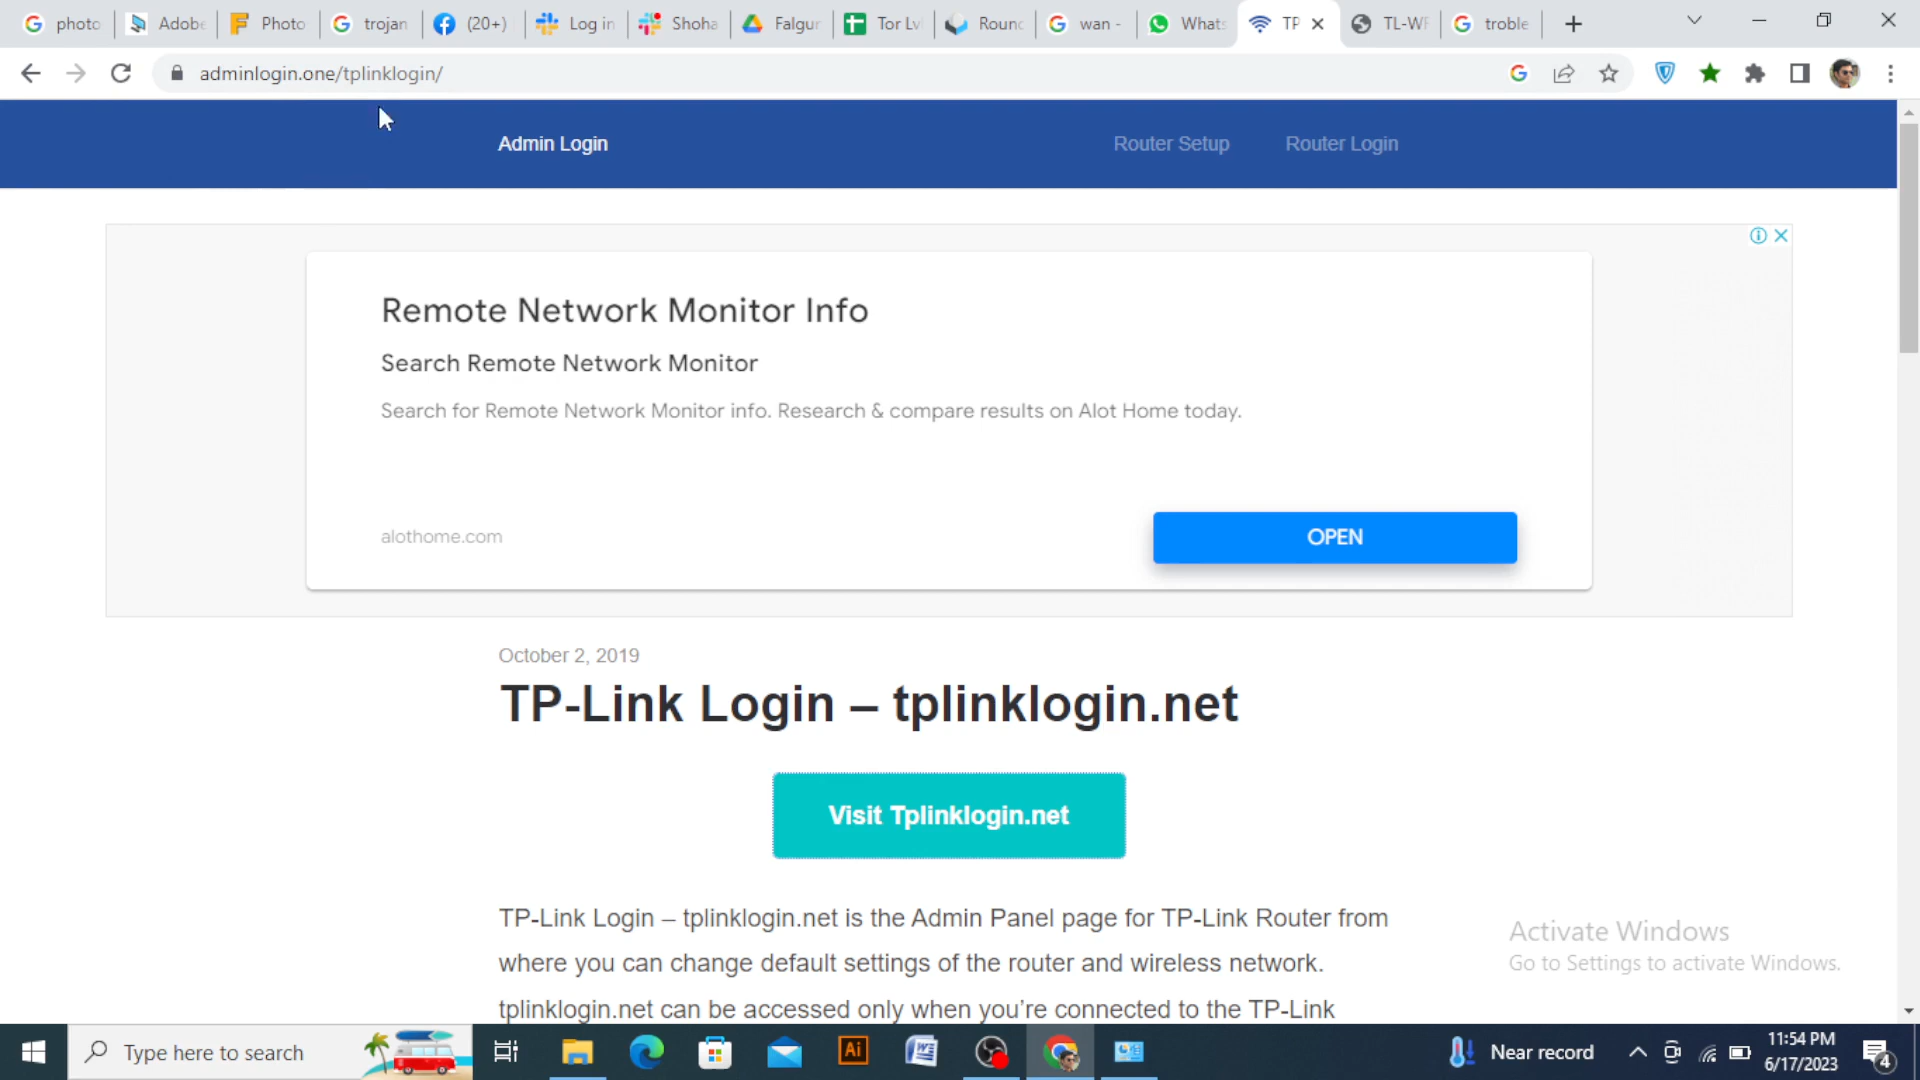 photo
Adobe
Photo
trojan
(20+)
Log in
Shoha
Falgur
Tor Lvl
Round
wan -
Whats
TP
TL-WR
troble
adminlogin.one/tplinklogin/
Admin Login
Router Setup
Router Login
Remote Network Monitor Info
Search Remote Network Monitor
Search for Remote Network Monitor info. Research & compare results on Alot Home today.
alothome.com
OPEN
October 2, 2019
TP-Link Login – tplinklogin.net
Visit Tplinklogin.net
TP-Link Login – tplinklogin.net is the Admin Panel page for TP-Link Router from
where you can change default settings of the router and wireless network.
tplinklogin.net can be accessed only when you're connected to the TP-Link
Activate Windows
Go to Settings to activate Windows.
Type here to search
Ai
Near record
11:54 PM
6/17/2023
4